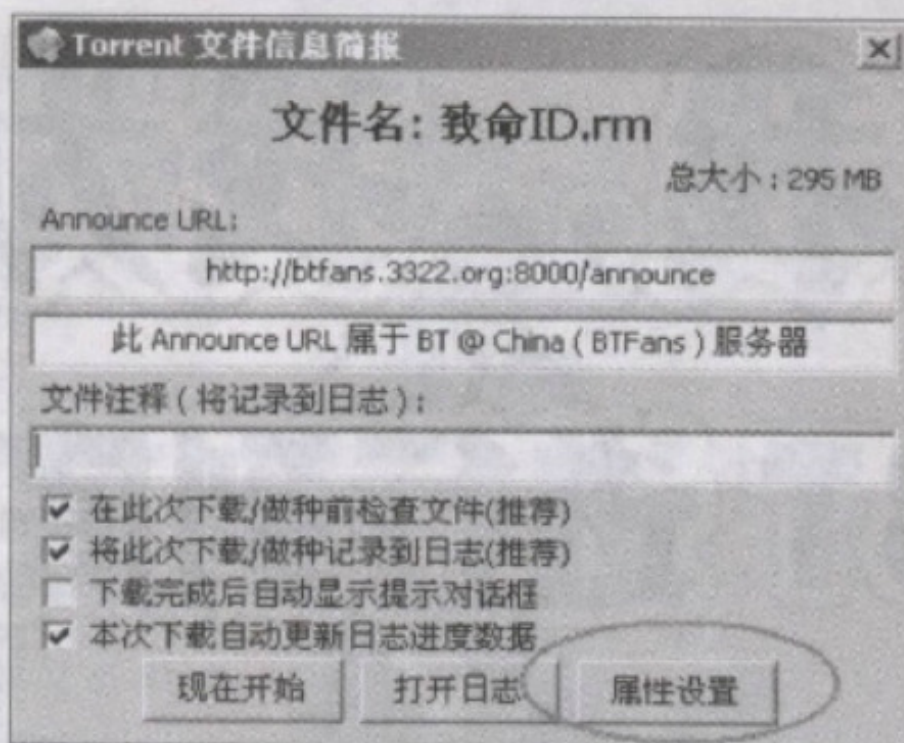 Torrent 文件信息简报
文件名: 致命ID.rm
总大小：295 MB
Announce URL:
http://btfans.3322.org:8000/announce
此 Announce URL 属于 BT @ China ( BTFans ) 服务器
文件注释 ( 将记录到日志 )：
在此次下载/做种前检查文件(推荐)
将此次下载/做种记录到日志(推荐)
下载完成后自动显示提示对话框
本次下载自动更新日志进度数据
现在开始 打开日志 属性设置